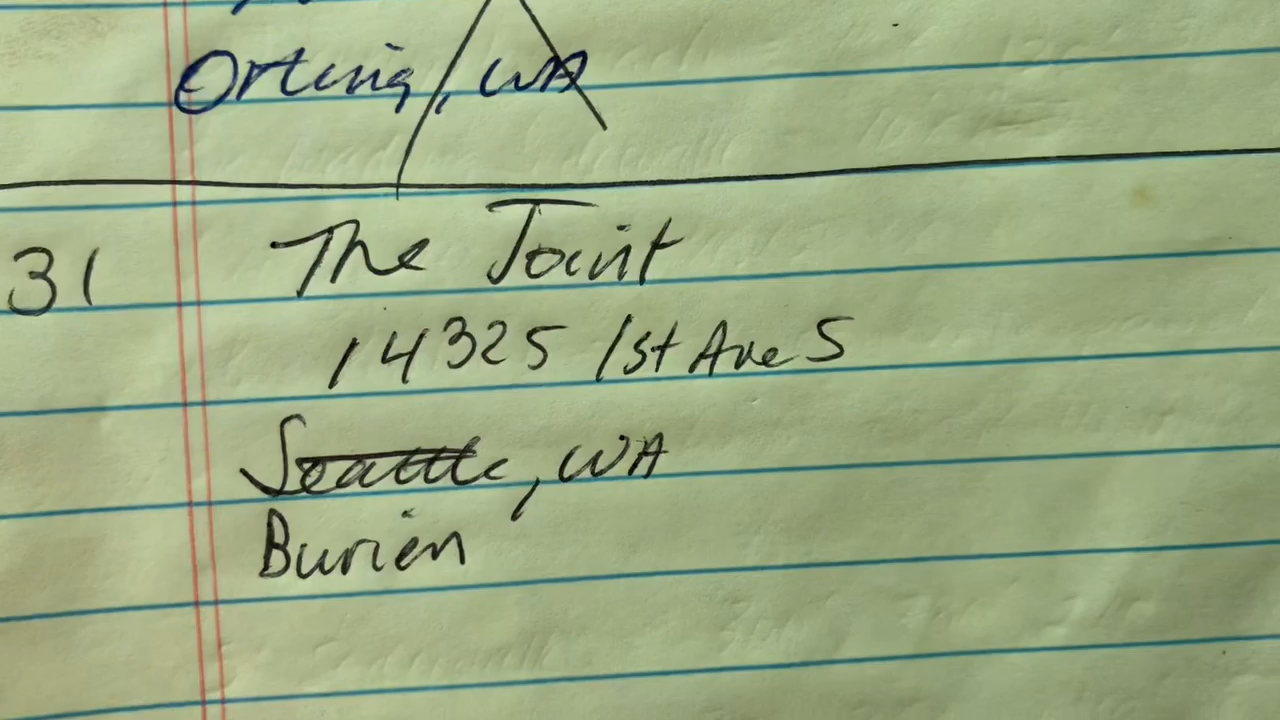 Orting, WA
31 The Joint
14325 1st Ave S
Seattle, WA
Burien